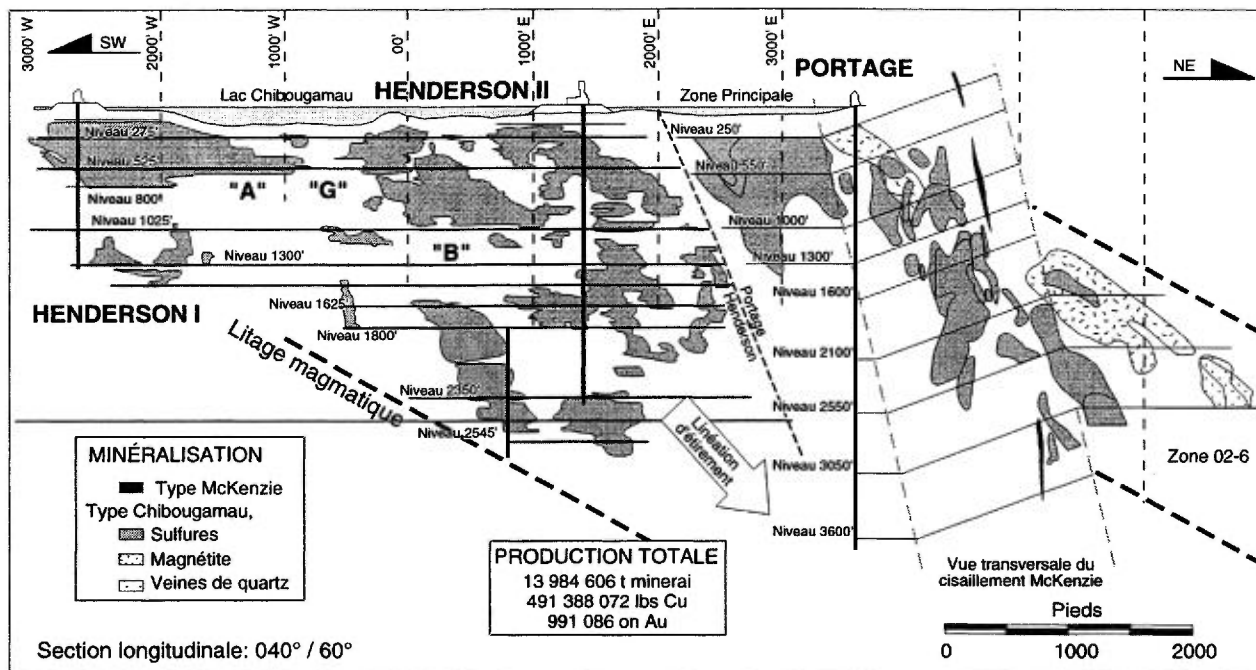 3000' W
2000' W
1000' W
00'
1000' E
2000' E
3000' E
SW
NE
HENDERSON II
PORTAGE
Lac Chibougamau
Zone Principale
Niveau 275'
Niveau 250'
Niveau 525'
Niveau 550'
"A"
"G"
Niveau 800'
Niveau 1025'
Niveau 1000'
"B"
Niveau 1300'
Niveau 1300'
Niveau 1600'
HENDERSON I
Niveau 1625'
Portage
Henderson
Niveau 1800'
Litage magmatique
Niveau 2100'
Niveau 2350'
Niveau 2550'
Niveau 2545'
Linéation
d'étirement
Niveau 3050'
Zone 02-6
Niveau 3600'
MINÉRALISATION
Type McKenzie
Type Chibougamau,
Sulfures
Magnétite
Veines de quartz
PRODUCTION TOTALE
13 984 606 t minerai
491 388 072 lbs Cu
991 086 on Au
Vue transversale du
cisaillement McKenzie
Pieds
0 1000 2000
Section longitudinale: 040° / 60°